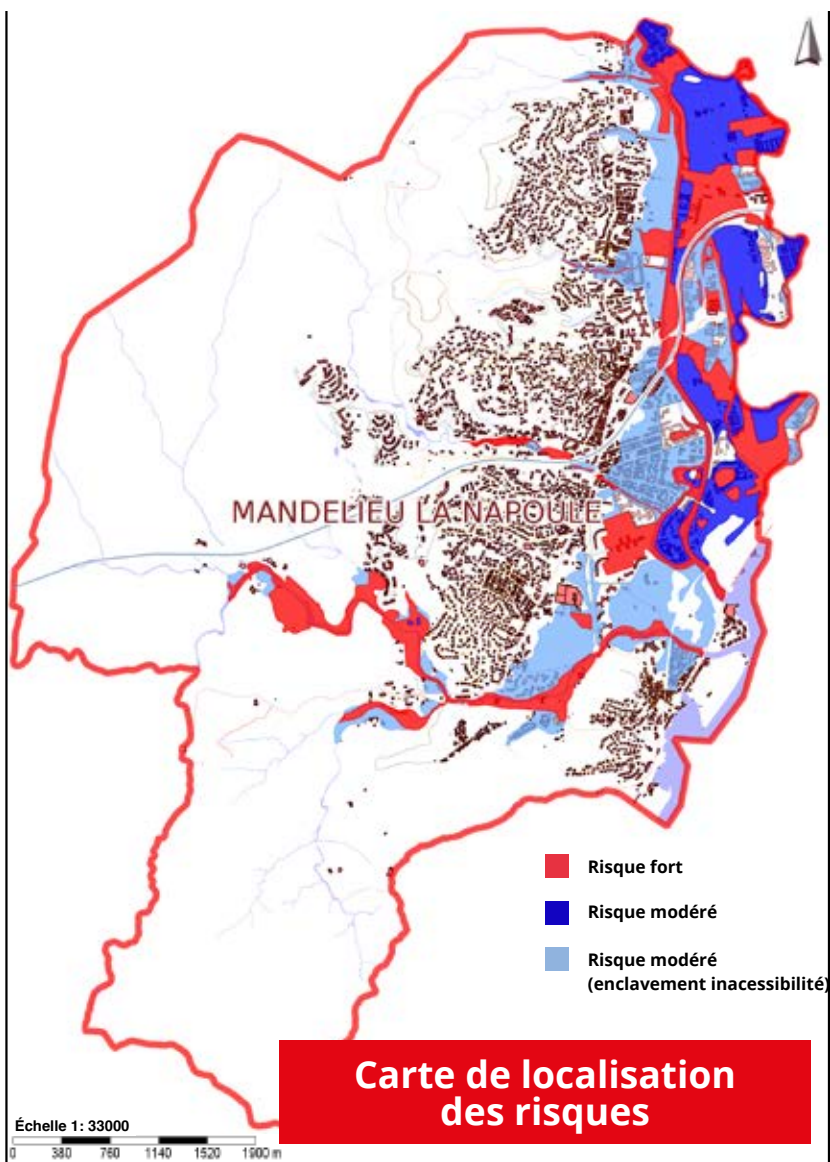 MANDELIEU LA NAPOULE
Risque fort
Risque modéré
Risque modéré
(enclavement inacessibilité)
Carte de localisation
des risques
Échelle 1: 33000
0 380 760 1140 1520 1900 m